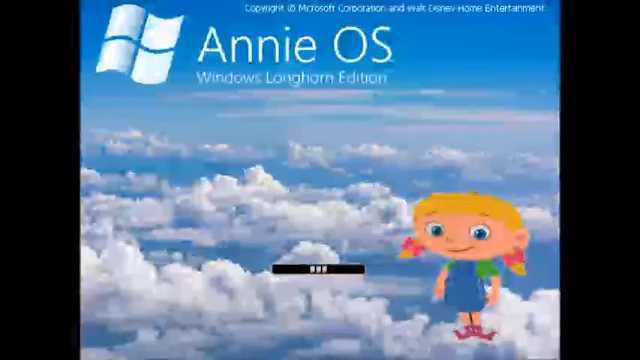 Copyright © Microsoft Corporation and Walt Disney Home Entertainment
Annie OS
Windows Longhorn Edition